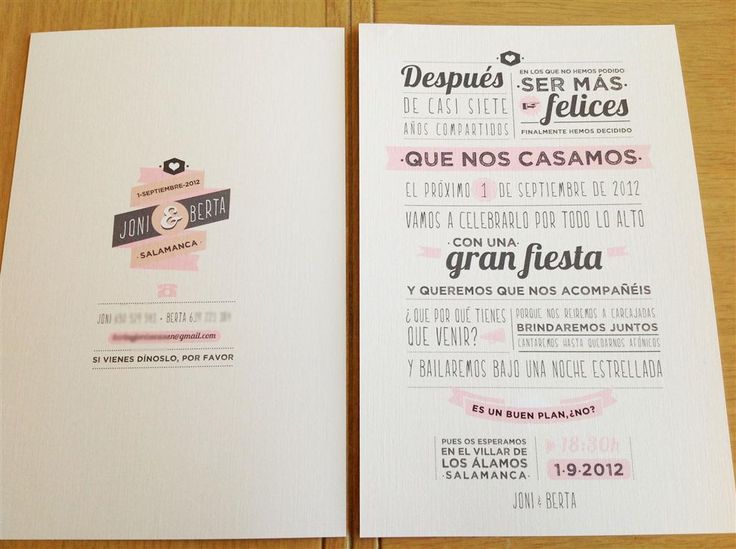 1-SEPTIEMBRE-2012
JONI & BERTA
·SALAMANCA·
JONI · BERTA 6
@gmail.com
SI VIENES DÍNOSLO, POR FAVOR
Después
DE CASI SIETE
AÑOS COMPARTIDOS
EN LOS QUE NO HEMOS PODIDO
SER MÁS
felices
FINALMENTE HEMOS DECIDIDO
·QUE NOS CASAMOS·
EL PRÓXIMO 1 DE SEPTIEMBRE DE 2012
VAMOS A CELEBRARLO POR TODO LO ALTO
·CON UNA·
gran fiesta
Y QUEREMOS QUE NOS ACOMPAÑÉIS
¿QUE POR QUÉ TIENES
QUE VENIR?
PORQUE NOS REIREMOS A CARCAJADAS
BRINDAREMOS JUNTOS
CANTAREMOS HASTA QUEDARNOS AFÓNICOS
Y BAILAREMOS BAJO UNA NOCHE ESTRELLADA
ES UN BUEN PLAN,¿NO?
PUES OS ESPERAMOS
EN EL VILLAR DE
LOS ÁLAMOS
·SALAMANCA·
18:30h
1·9·2012
JONI & BERTA